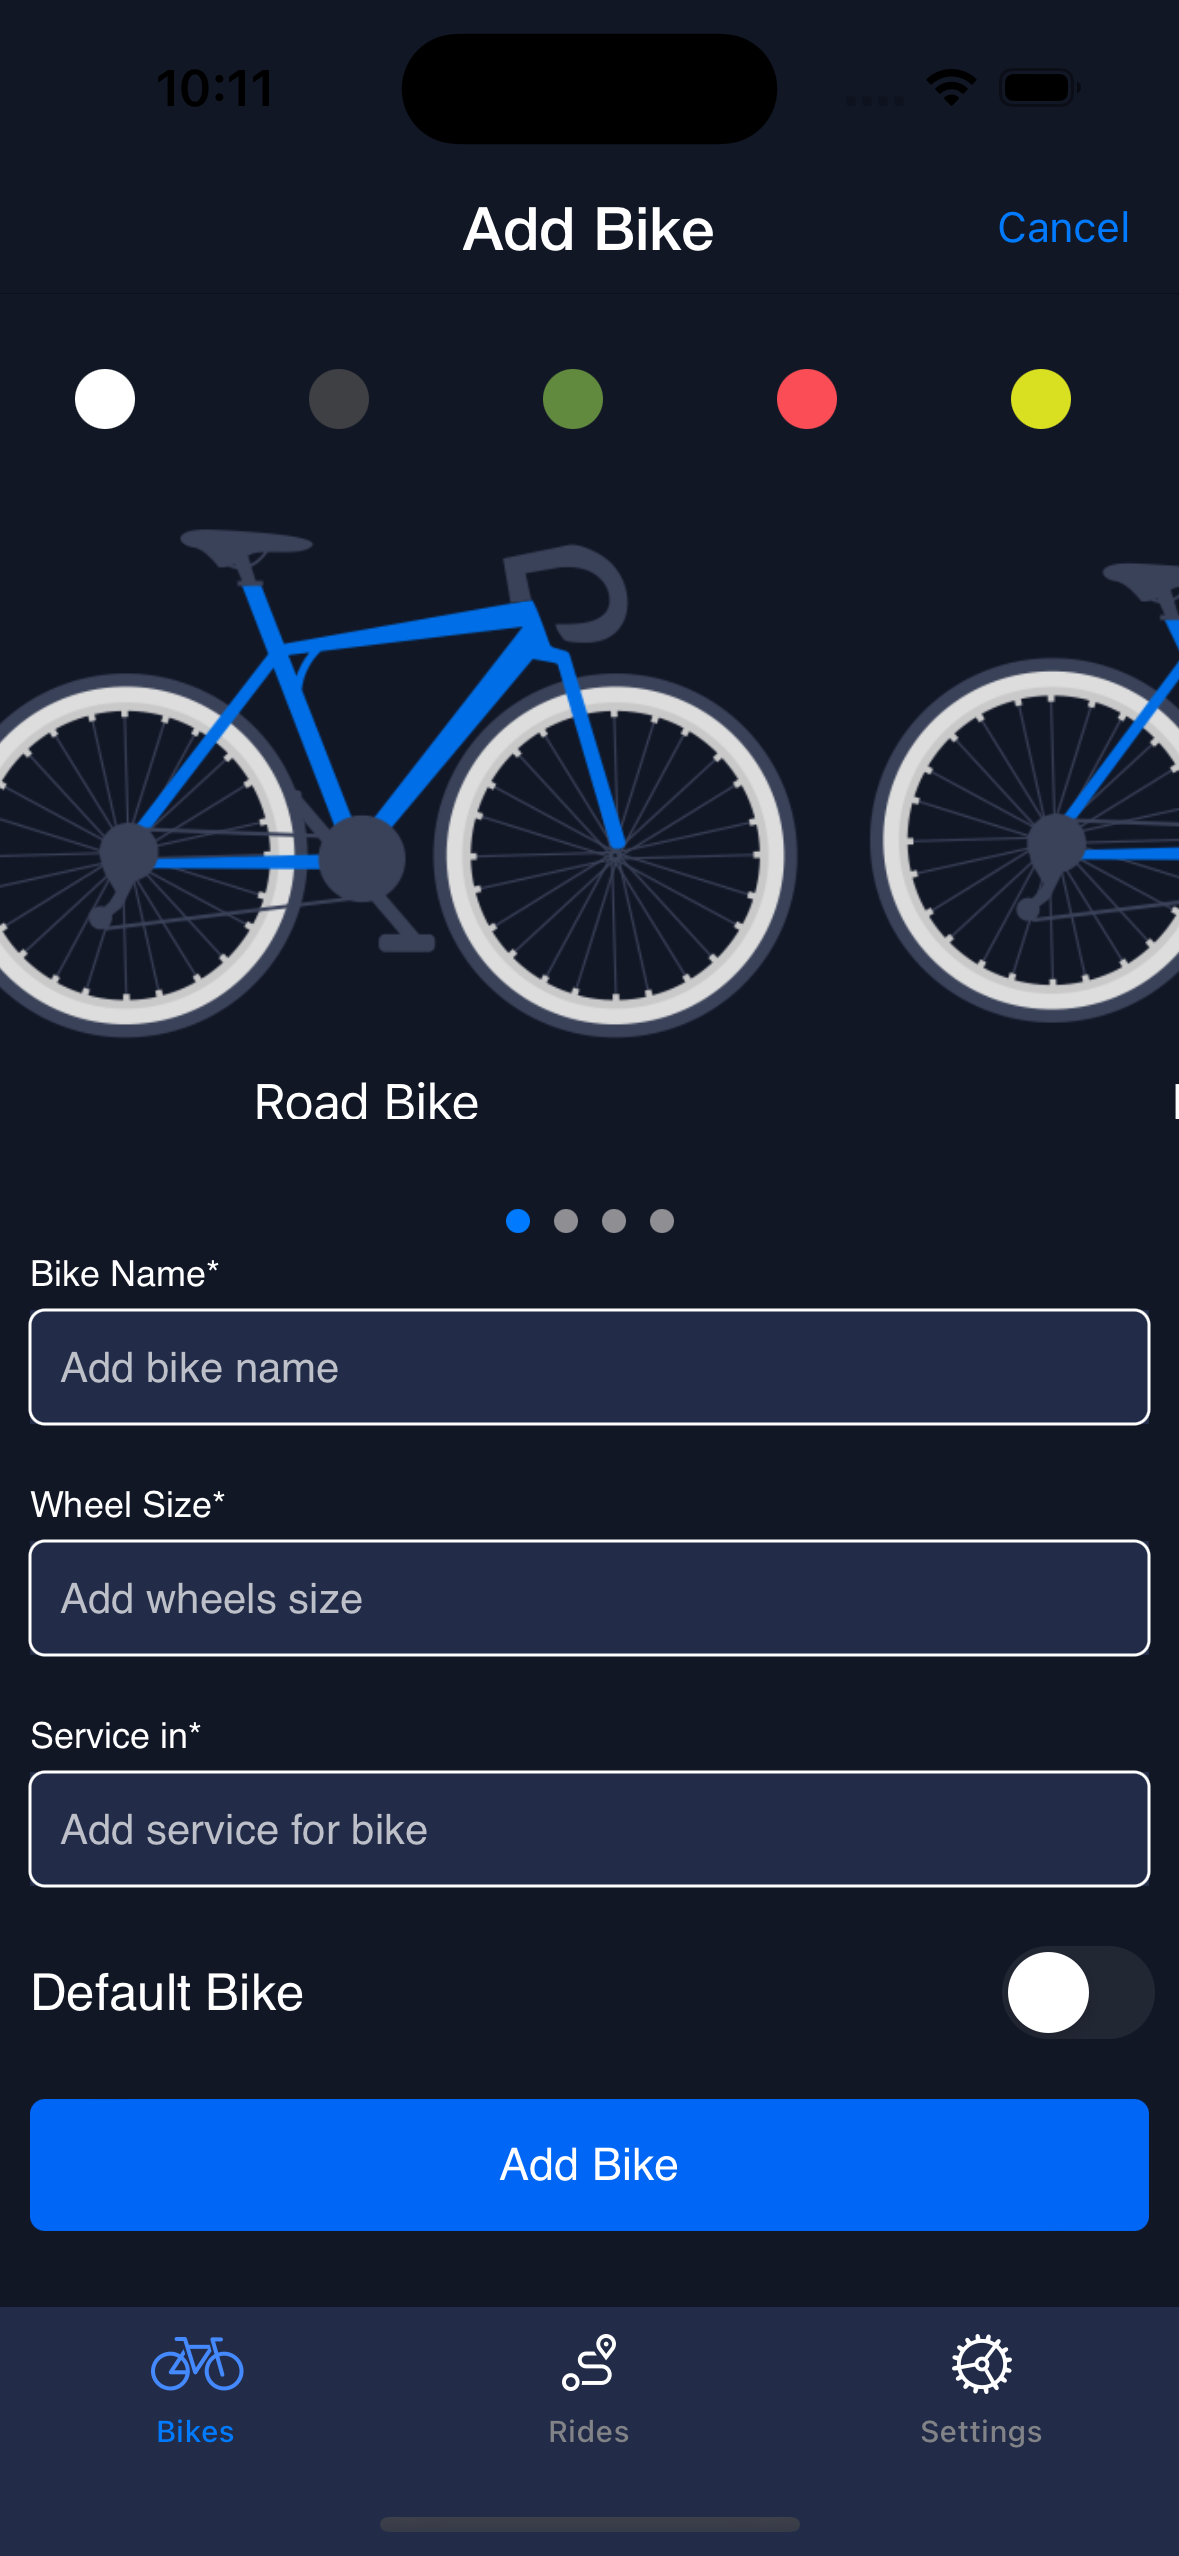 10:11
Add Bike
Cancel
Road Bike
Bike Name*
Add bike name
Wheel Size*
Add wheels size
Service in*
Add service for bike
Default Bike
Add Bike
Bikes
Rides
Settings